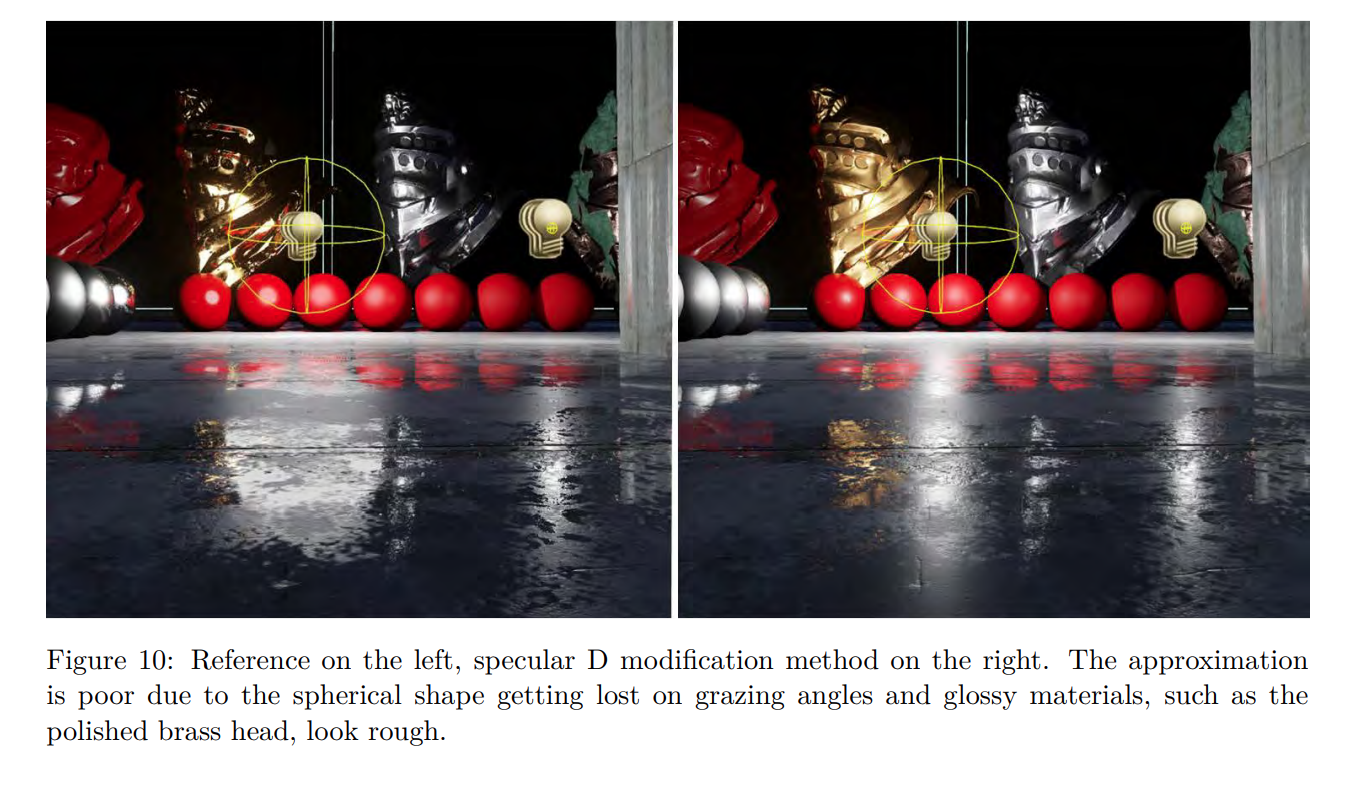 Figure 10: Reference on the left, specular D modification method on the right. The approximation
is poor due to the spherical shape getting lost on grazing angles and glossy materials, such as the
polished brass head, look rough.